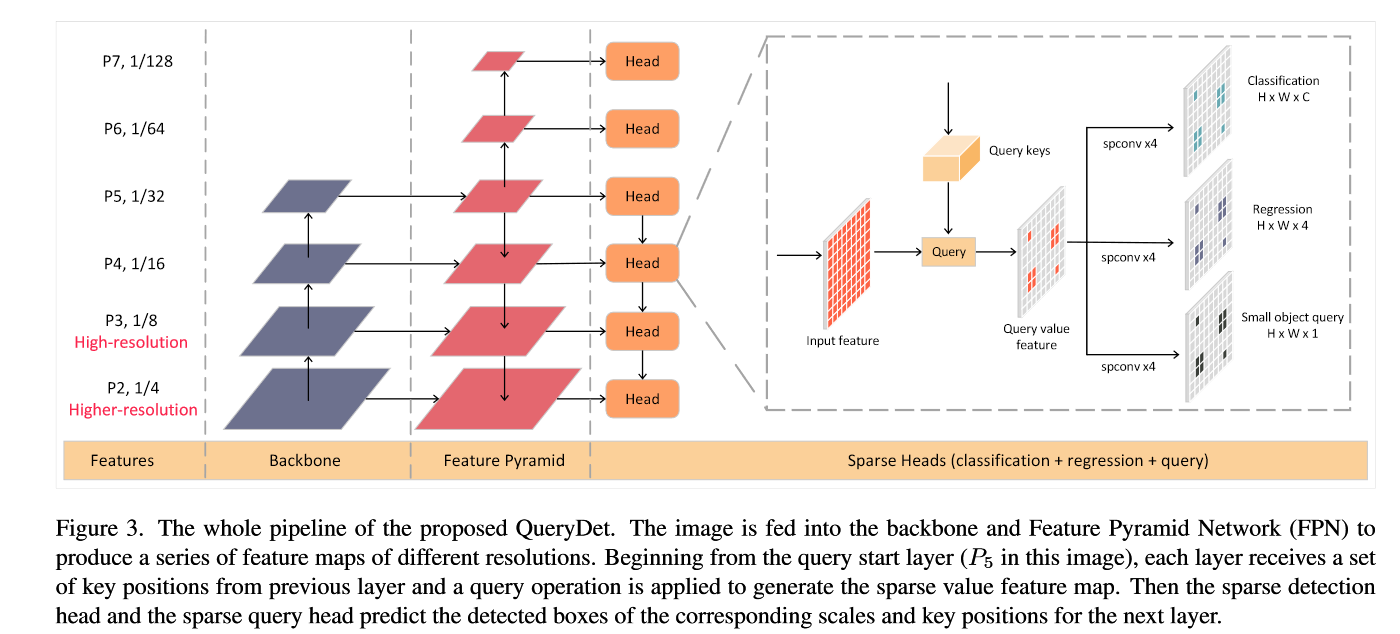 P7, 1/128
Head
P6, 1/64
Head
P5, 1/32
Head
P4, 1/16
Head
P3, 1/8
High-resolution
Head
P2, 1/4
Higher-resolution
Head
Query keys
Query
Input feature
Query value
feature
spconv x4
Classification
H x W x C
spconv x4
Regression
H x W x 4
spconv x4
Small object query
H x W x 1
Features
Backbone
Feature Pyramid
Sparse Heads (classification + regression + query)
Figure 3. The whole pipeline of the proposed QueryDet. The image is fed into the backbone and Feature Pyramid Network (FPN) to
produce a series of feature maps of different resolutions. Beginning from the query start layer (P5 in this image), each layer receives a set
of key positions from previous layer and a query operation is applied to generate the sparse value feature map. Then the sparse detection
head and the sparse query head predict the detected boxes of the corresponding scales and key positions for the next layer.